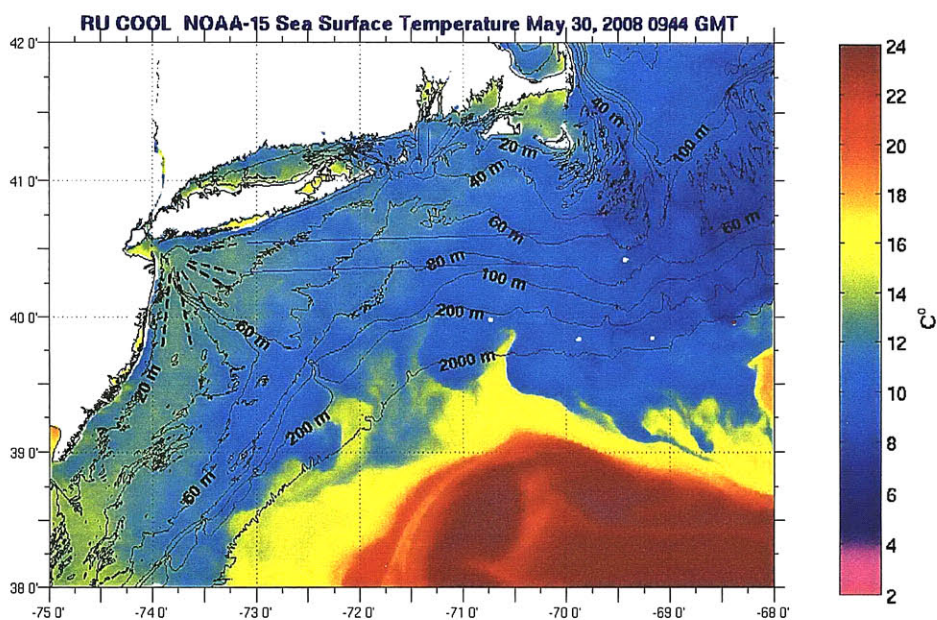 RU COOL NOAA-15 Sea Surface Temperature May 30, 2008 0944 GMT
42 0'
41 0'
40 0'
39 0'
38 0'
-75 0'
-74 0'
-73 0'
-72 0'
-71 0'
-70 0'
-69 0'
-68 0'
40 m
100 m
20 m
40 m
60 m
60 m
80 m
100 m
200 m
2000 m
60 m
20 m
200 m
60 m
24
22
20
18
16
14
12
10
8
6
4
2
C°